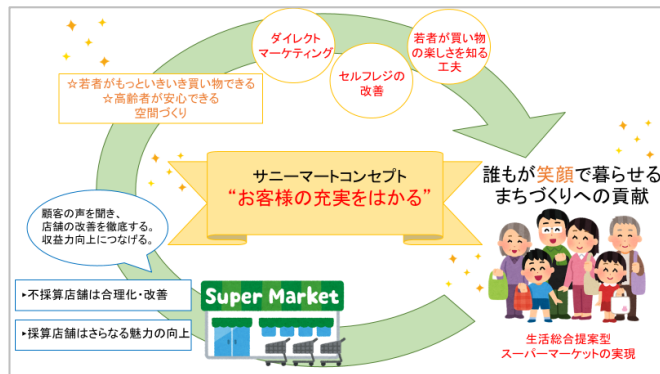 ダイレクト
マーケティング
セルフレジの
改善
若者が買い物
の楽しさを知る
工夫
☆若者がもっといきいき買い物できる
☆高齢者が安心できる
空間づくり
サニーマートコンセプト
“お客様の充実をはかる”
誰もが笑顔で暮らせる
まちづくりへの貢献
顧客の声を聞き、
店舗の改善を徹底する。
収益力向上につなげる。
▸不採算店舗は合理化・改善
▸採算店舗はさらなる魅力の向上
Super Market
生活総合提案型
スーパーマーケットの実現